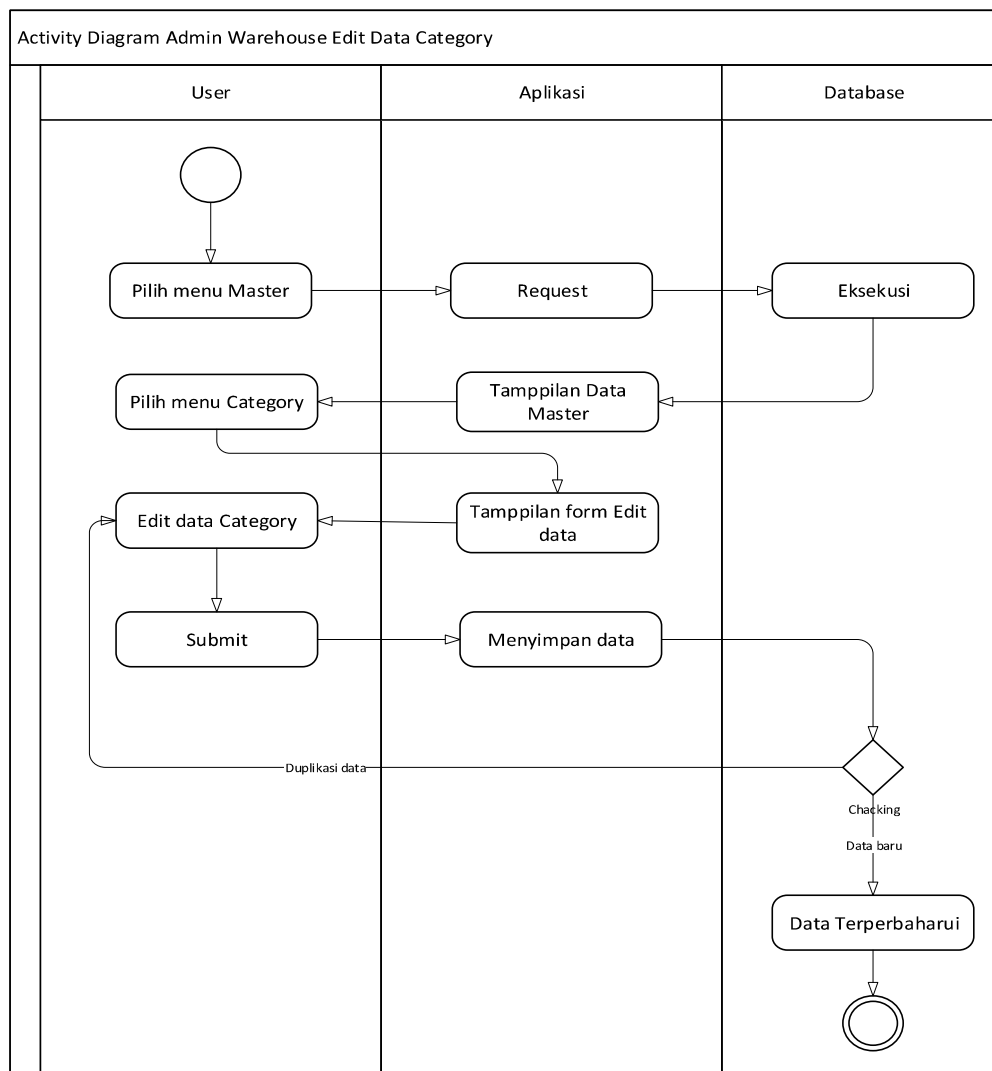 Activity Diagram Admin Warehouse Edit Data Category
User
Aplikasi
Database
Pilih menu Master
Request
Eksekusi
Pilih menu Category
Tamppilan Data
Master
Edit data Category
Tamppilan form Edit
data
Submit
Menyimpan data
Duplikasi data
Chacking
Data baru
Data Terperbaharui